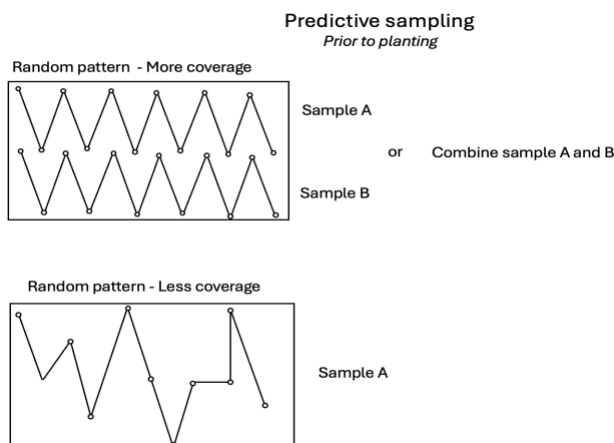 Predictive sampling
Prior to planting
Random pattern - More coverage
Sample A
or Combine sample A and B
Sample B
Random pattern - Less coverage
Sample A